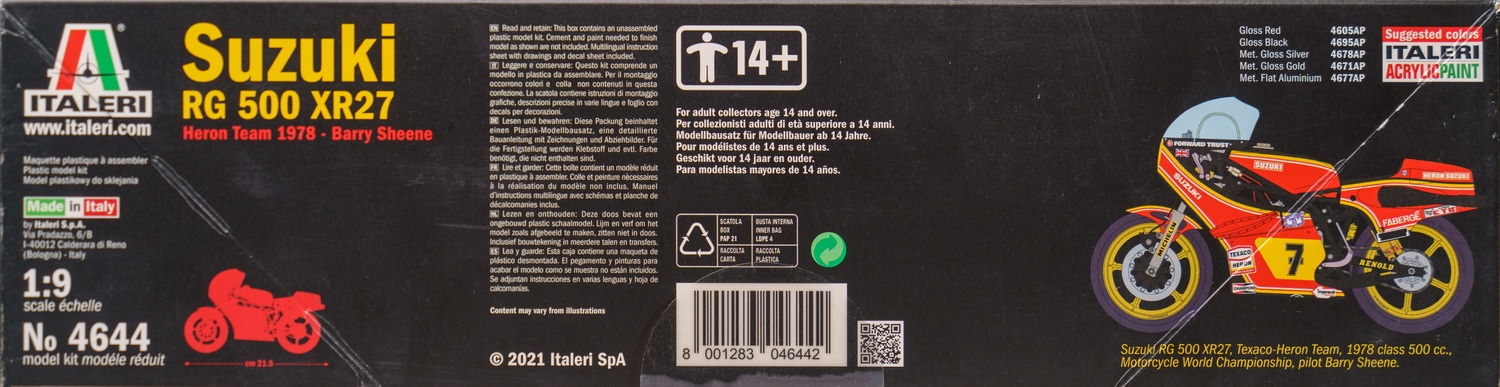 ITALERI
www.italeri.com
Maquette plastique à assembler
Plastic model kit
Model plastikowy do sklejania
Made in Italy
by Italeri S.p.A.
Via Pradazzo, 6/B
I-40012 Calderara di Reno
(Bologna) - Italy
1:9
scale échelle
No 4644
model kit modèle réduit
Suzuki
RG 500 XR27
Heron Team 1978 - Barry Sheene
cm 21.5
EN Read and retain: This box contains an unassembled
plastic model kit. Cement and paint needed to finish
model as shown are not included. Multilingual instruction
sheet with drawings and decal sheet included.
IT Leggere e conservare: Questo kit comprende un
modello in plastica da assemblare. Per il montaggio
occorrono colori e colla non contenuti in questa
confezione. La scatola contiene istruzioni di montaggio
grafiche, descrizioni precise in varie lingue e foglio con
decals per decorazioni.
DE Lesen und bewahren: Diese Packung beinhaltet
einen Plastik-Modellbausatz, eine detaillierte
Bauanleitung mit Zeichnungen und Abziehbilder. Für
die Fertigstellung werden Klebstoff und evtl. Farbe
benötigt, die nicht enthalten sind.
FR Lire et garder: Cette boîte contient un modèle réduit
en plastique à assembler. Colle et peinture nècessaires
à la réalisation du modèle non inclus. Manuel
d'instructions multilingue avec schémas et planche de
décalcomanies inclus.
NL Lezen en onthouden: Deze doos bevat een
ongebouwd plastic schaalmodel. Lijm en verf om het
model zoals afgebeeld te maken, zitten niet in doos.
Inclusief bouwtekening in meerdere talen en transfers.
ES Lea y guarde: Esta caja contiene una maqueta de
plástico desmontada. El pegamento y pinturas para
acabar el modelo como se muestra no están incluidos.
Se adjuntan instrucciones en varias lenguas y hoja de
calcomanías.
Content may vary from illustrations
© 2021 Italeri SpA
14+
For adult collectors age 14 and over.
Per collezionisti adulti di età superiore a 14 anni.
Modellbausatz für Modellbauer ab 14 Jahre.
Pour modélistes de 14 ans et plus.
Geschikt voor 14 jaar en ouder.
Para modelistas mayores de 14 años.
SCATOLA
BOX
PAP 21
RACCOLTA
CARTA
BUSTA INTERNA
INNER BAG
LDPE 4
RACCOLTA
PLASTICA
8 001283 046442
Gloss Red 4605AP
Gloss Black 4695AP
Met. Gloss Silver 4678AP
Met. Gloss Gold 4671AP
Met. Flat Aluminium 4677AP
Suggested colors
ITALERI
ACRYLICPAINT
FORWARD TRUST
SUZUKI
SUZUKI
HERON SUZUKI
FABERGÉ
MICHELIN
TEXACO
HERON
7
RENOLD
CHAMPION
Suzuki RG 500 XR27, Texaco-Heron Team, 1978 class 500 cc.,
Motorcycle World Championship, pilot Barry Sheene.